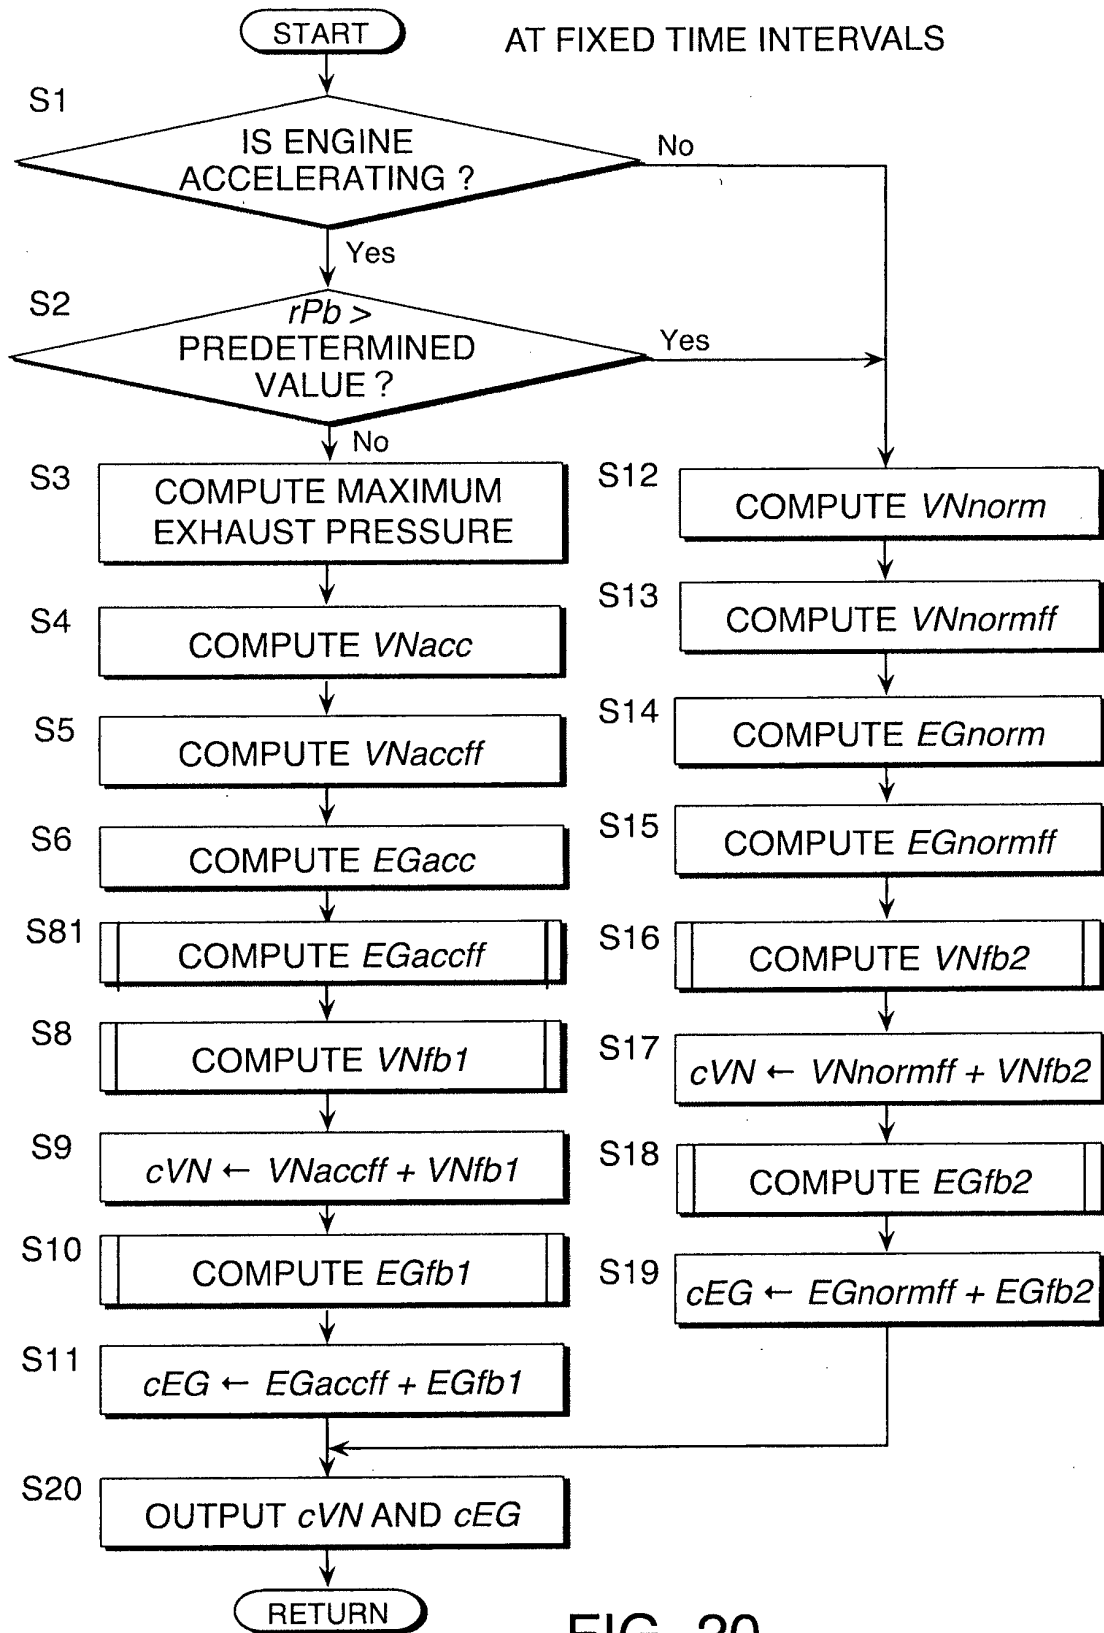 START
AT FIXED TIME INTERVALS
S1
IS ENGINE
ACCELERATING ?
No
Yes
S2
rPb >
PREDETERMINED
VALUE ?
Yes
No
S3
COMPUTE MAXIMUM
EXHAUST PRESSURE
S4
COMPUTE VNacc
S5
COMPUTE VNaccff
S6
COMPUTE EGacc
S81
COMPUTE EGaccff
S8
COMPUTE VNfb1
S9
cVN ← VNaccff + VNfb1
S10
COMPUTE EGfb1
S11
cEG ← EGaccff + EGfb1
S12
COMPUTE VNnorm
S13
COMPUTE VNnormff
S14
COMPUTE EGnorm
S15
COMPUTE EGnormff
S16
COMPUTE VNfb2
S17
cVN ← VNnormff + VNfb2
S18
COMPUTE EGfb2
S19
cEG ← EGnormff + EGfb2
S20
OUTPUT cVN AND cEG
RETURN
FIG. 20